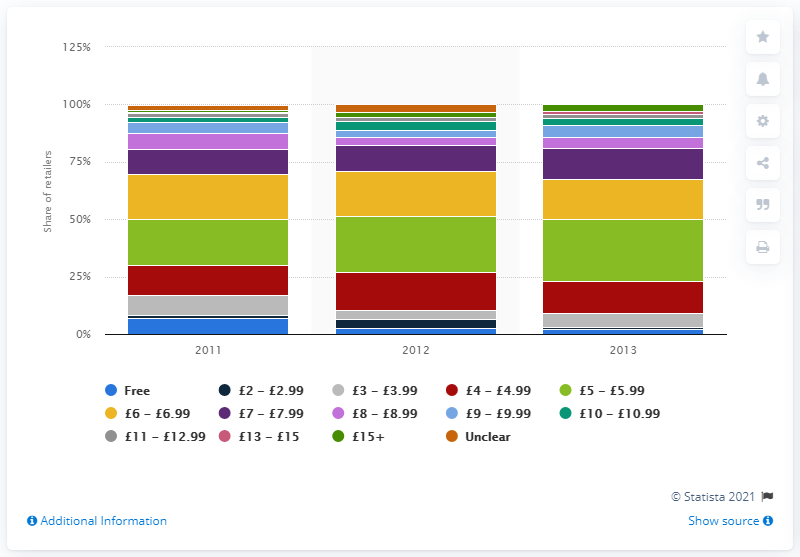 125%
100%
75%
50%
25%
0%
Share of retailers
2011 2012 2013
Free £2 – £2.99 £3 – £3.99 £4 – £4.99 £5 – £5.99
£6 – £6.99 £7 – £7.99 £8 – £8.99 £9 – £9.99 £10 – £10.99
£11 – £12.99 £13 – £15 £15+ Unclear
© Statista 2021
Additional Information Show source